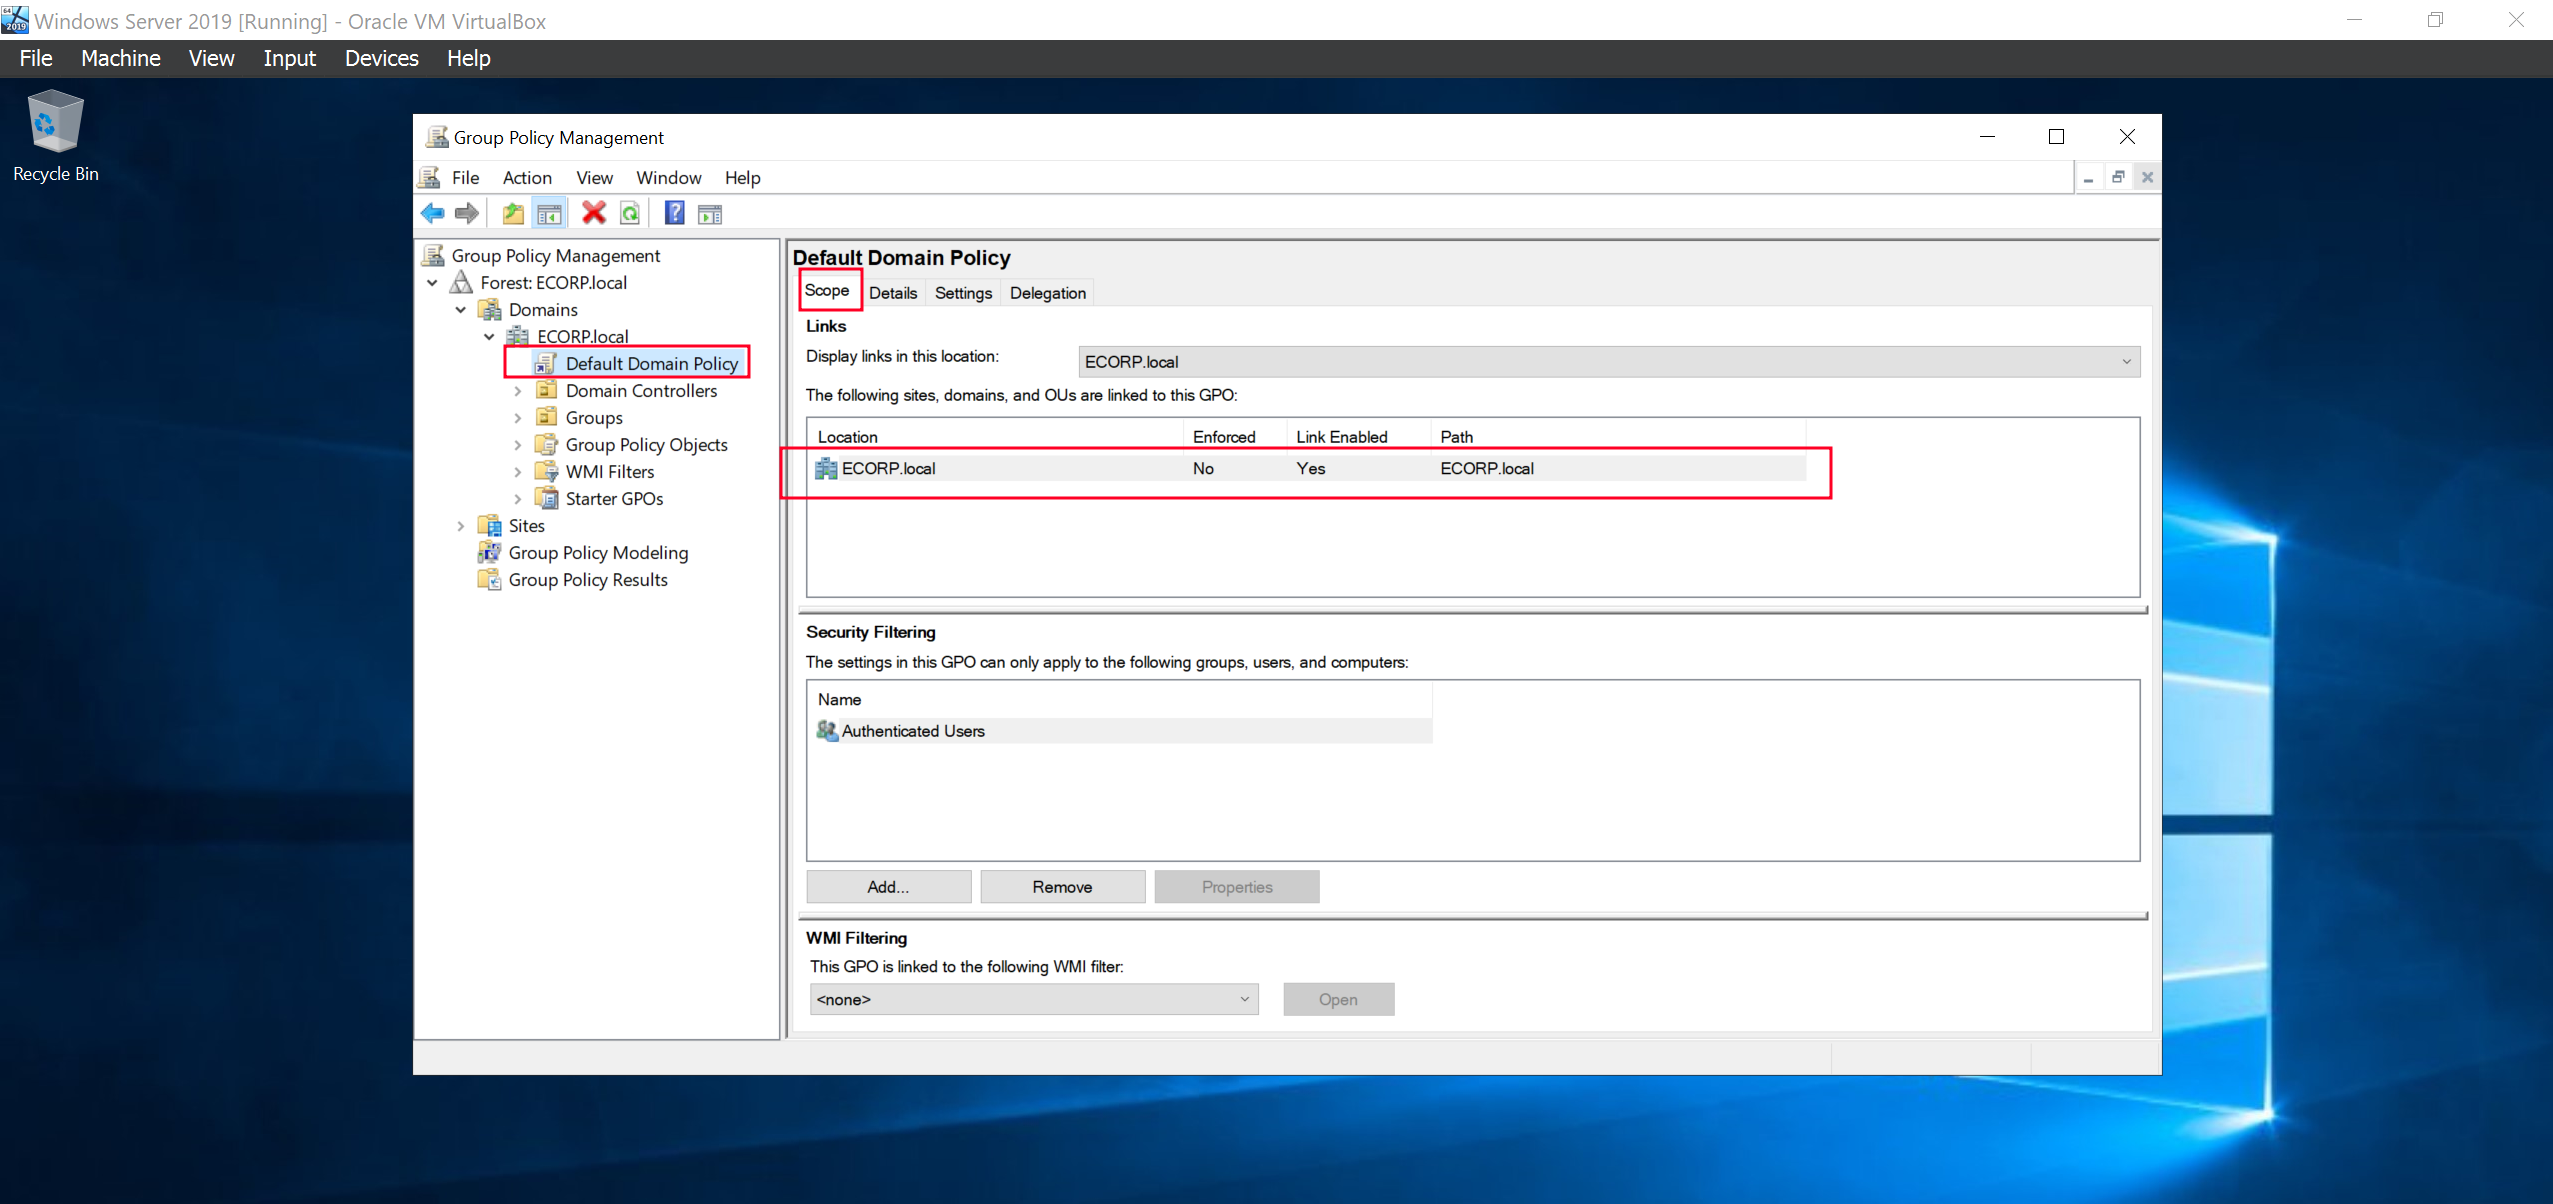 Windows Server 2019 [Running] - Oracle VM VirtualBox
File Machine View Input Devices Help
Recycle Bin
Group Policy Management
File Action View Window Help
Group Policy Management
Forest: ECORP.local
Domains
ECORP.local
Default Domain Policy
Domain Controllers
Groups
Group Policy Objects
WMI Filters
Starter GPOs
Sites
Group Policy Modeling
Group Policy Results
Default Domain Policy
Scope Details Settings Delegation
Links
Display links in this location: ECORP.local
The following sites, domains, and OUs are linked to this GPO:
Location Enforced Link Enabled Path
ECORP.local No Yes ECORP.local
Security Filtering
The settings in this GPO can only apply to the following groups, users, and computers:
Name
Authenticated Users
Add... Remove Properties
WMI Filtering
This GPO is linked to the following WMI filter:
<none> Open